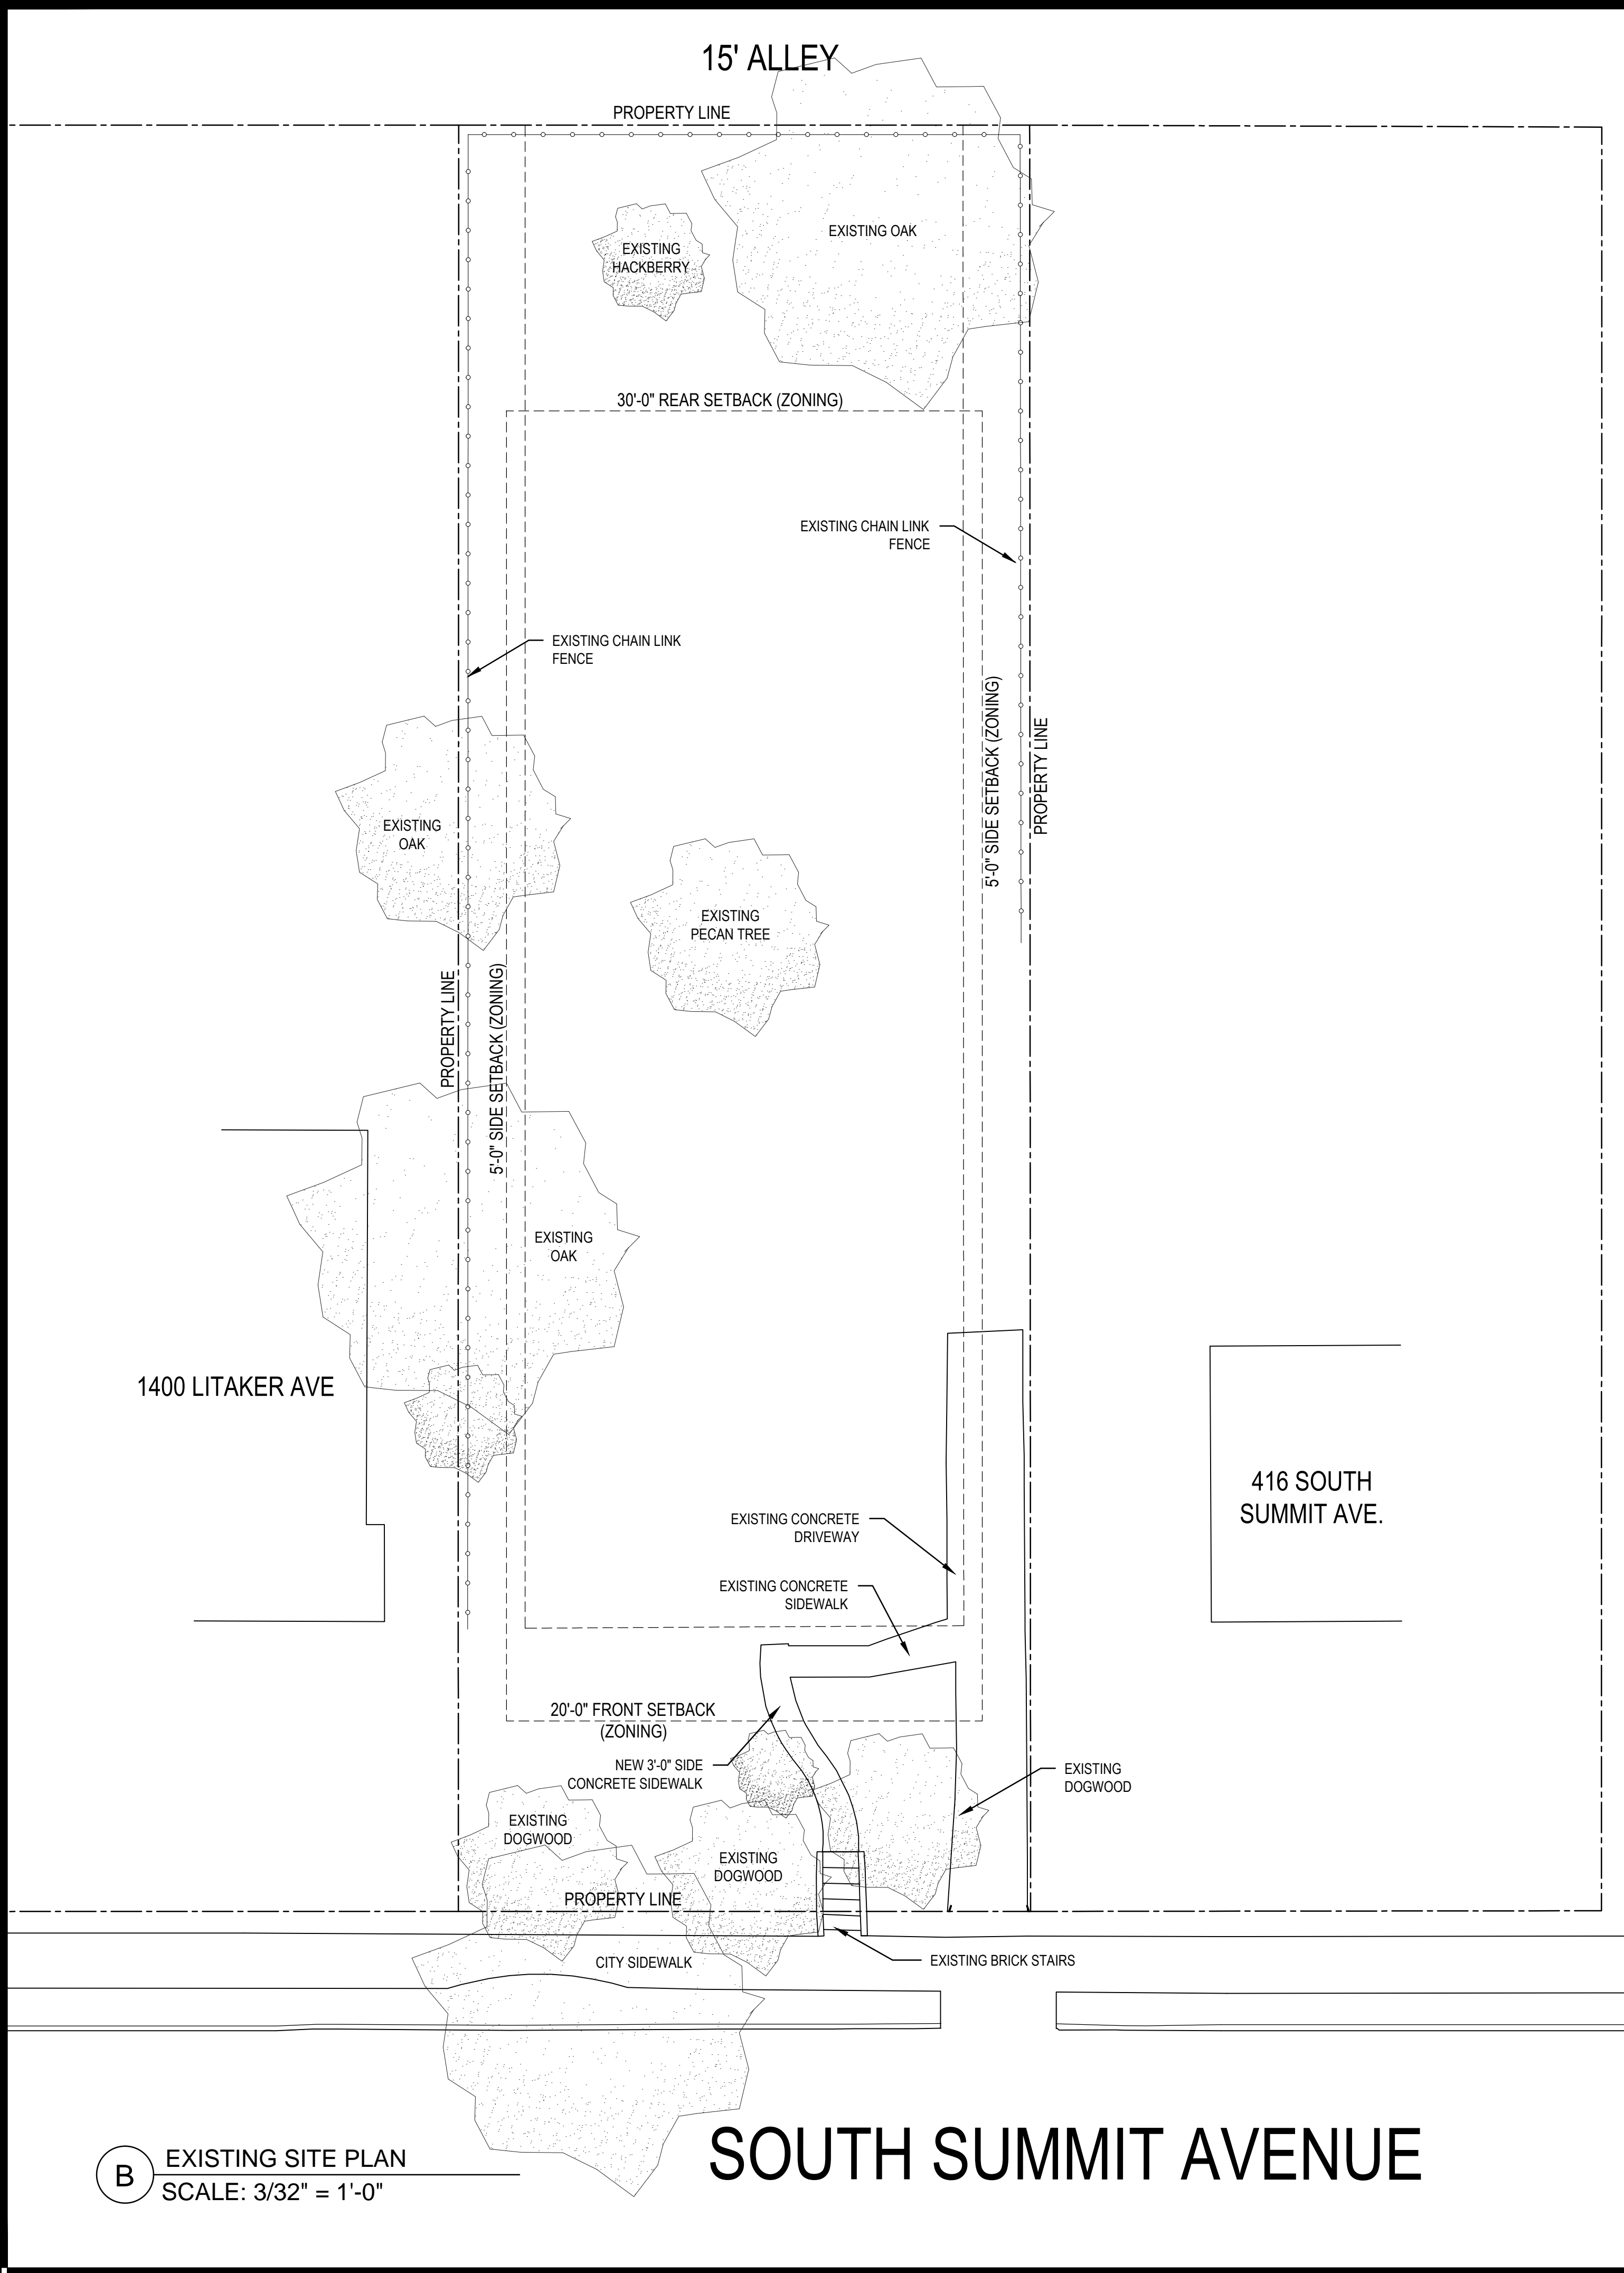 15' ALLEY
PROPERTY LINE
EXISTING OAK
EXISTING
HACKBERRY
30'-0" REAR SETBACK (ZONING)
EXISTING CHAIN LINK
FENCE
EXISTING CHAIN LINK
FENCE
5'-0" SIDE SETBACK (ZONING)
PROPERTY LINE
EXISTING
OAK
EXISTING
PECAN TREE
PROPERTY LINE
5'-0" SIDE SETBACK (ZONING)
EXISTING
OAK
1400 LITAKER AVE
416 SOUTH
SUMMIT AVE.
EXISTING CONCRETE
DRIVEWAY
EXISTING CONCRETE
SIDEWALK
20'-0" FRONT SETBACK
(ZONING)
NEW 3'-0" SIDE
CONCRETE SIDEWALK
EXISTING
DOGWOOD
EXISTING
DOGWOOD
EXISTING
DOGWOOD
PROPERTY LINE
CITY SIDEWALK
EXISTING BRICK STAIRS
SOUTH SUMMIT AVENUE
B
EXISTING SITE PLAN
SCALE: 3/32" = 1'-0"